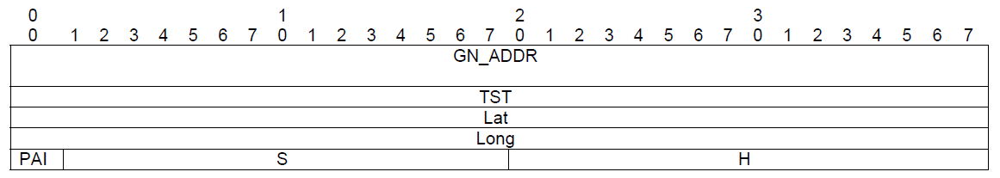 0 1 2 3
0 1 2 3 4 5 6 7 0 1 2 3 4 5 6 7 0 1 2 3 4 5 6 7 0 1 2 3 4 5 6 7
GN_ADDR
TST
Lat
Long
PAI S H